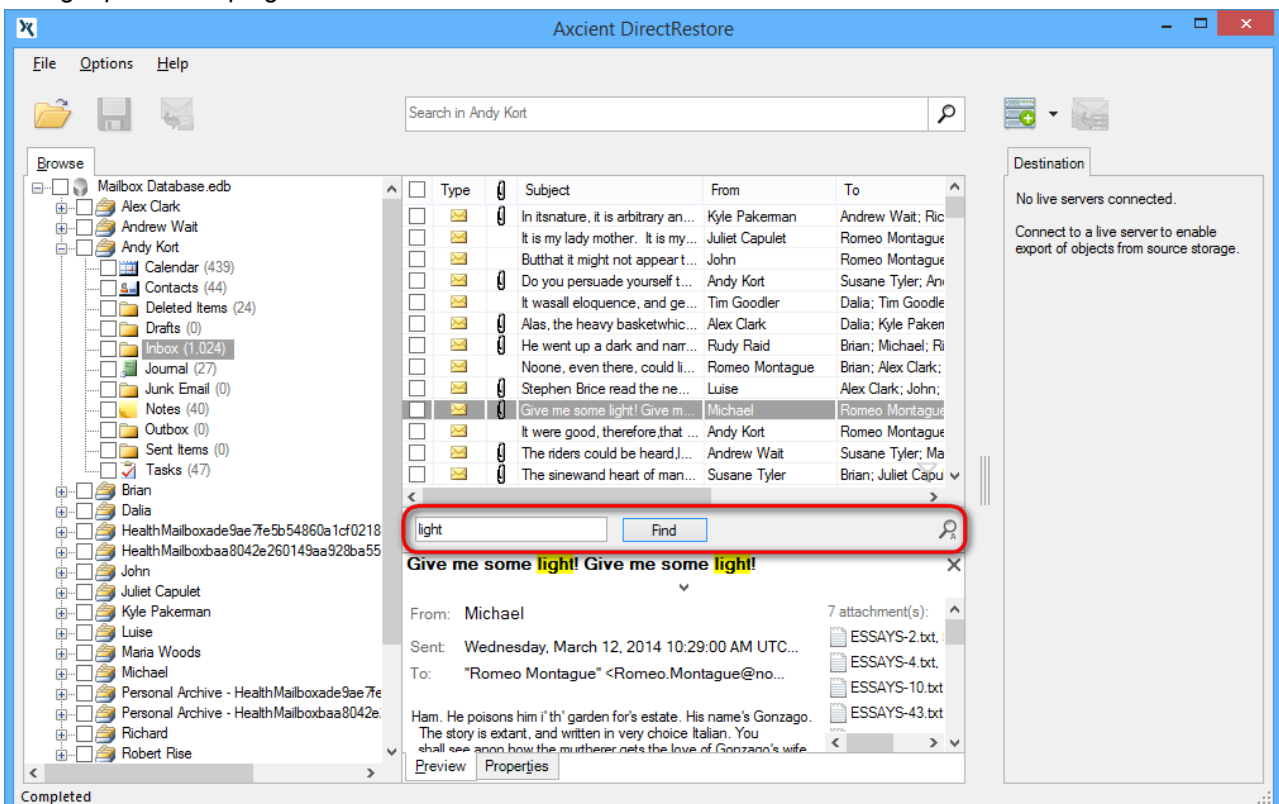 Axcient DirectRestore
File Options Help
Search in Andy Kort
Browse
Mailbox Database.edb
Alex Clark
Andrew Wait
Andy Kort
Calendar (439)
Contacts (44)
Deleted Items (24)
Drafts (0)
Inbox (1,024)
Journal (27)
Junk Email (0)
Notes (40)
Outbox (0)
Sent Items (0)
Tasks (47)
Brian
Dalia
HealthMailboxade9ae7fe5b54860a1cf0218
HealthMailboxbaa8042e260149aa928ba55
John
Juliet Capulet
Kyle Pakerman
Luise
Maria Woods
Michael
Personal Archive - HealthMailboxade9ae7fe
Personal Archive - HealthMailboxbaa8042e
Richard
Robert Rise
Type Subject From To
In itsnature, it is arbitrary an... Kyle Pakerman Andrew Wait; Ric
It is my lady mother. It is my... Juliet Capulet Romeo Montague
Butthat it might not appear t... John Romeo Montague
Do you persuade yourself t... Andy Kort Susane Tyler; An
It wasall eloquence, and ge... Tim Goodler Dalia; Tim Goodle
Alas, the heavy basketwhic... Alex Clark Dalia; Kyle Paker
He went up a dark and narr... Rudy Raid Brian; Michael; Ri
Noone, even there, could li... Romeo Montague Brian; Alex Clark;
Stephen Brice read the ne... Luise Alex Clark; John;
Give me some light! Give m... Michael Romeo Montague
It were good, therefore,that ... Andy Kort Romeo Montague
The riders could be heard,I... Andrew Wait Susane Tyler; Ma
The sinewand heart of man... Susane Tyler Brian; Juliet Capu
light Find
Give me some light! Give me some light!
From: Michael
Sent: Wednesday, March 12, 2014 10:29:00 AM UTC...
To: "Romeo Montague" <Romeo.Montague@no...
7 attachment(s):
ESSAYS-2.txt,
ESSAYS-4.txt,
ESSAYS-10.txt
ESSAYS-43.txt
Ham. He poisons him i' th' garden for's estate. His name's Gonzago.
The story is extant, and written in very choice Italian. You
shall see anon how the murtherer gets the love of Gonzago's wife.
Preview Properties
Destination
No live servers connected.
Connect to a live server to enable
export of objects from source storage.
Completed